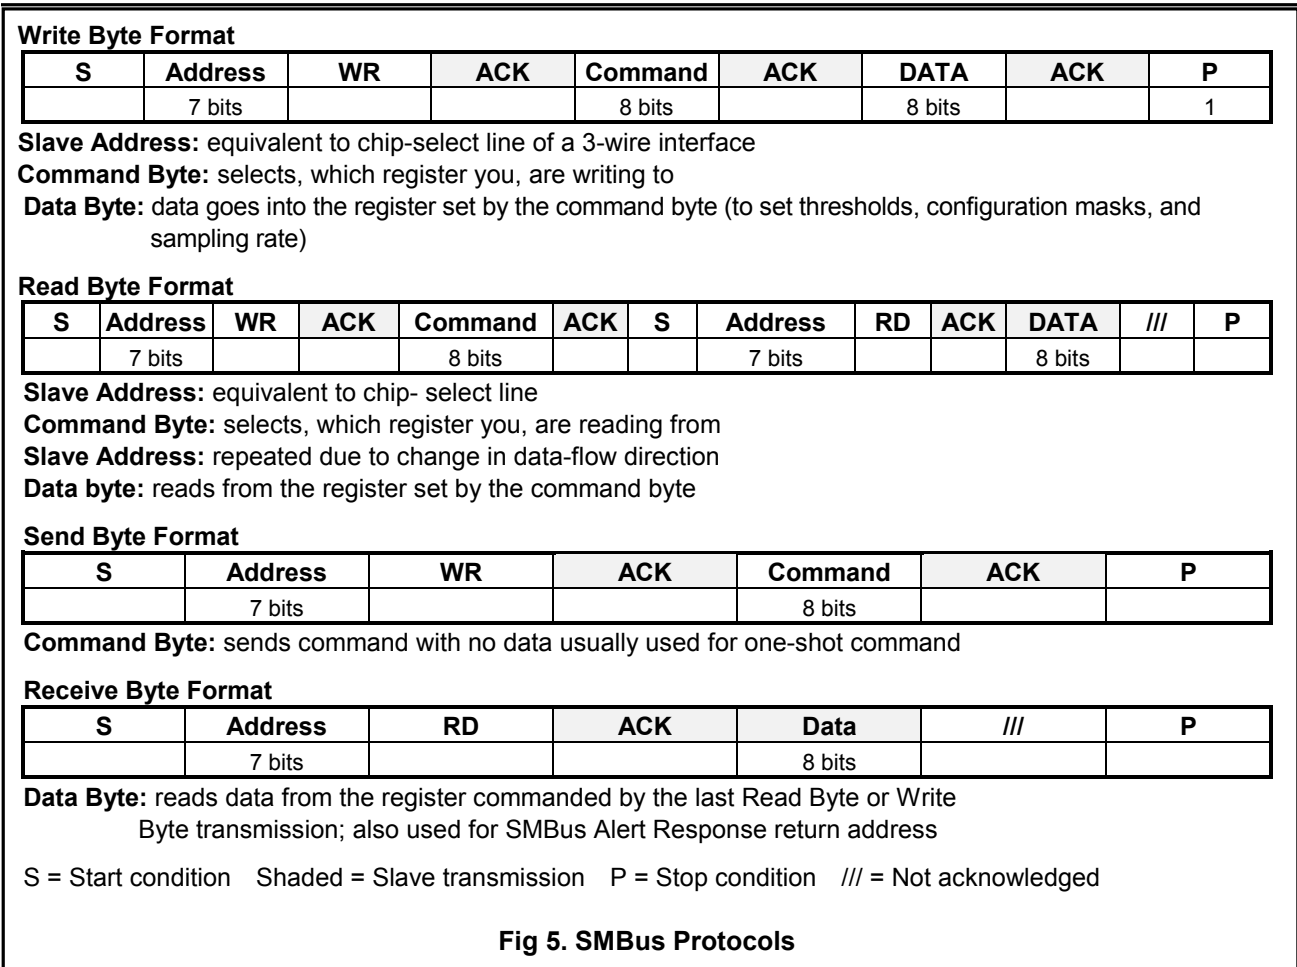 Write Byte Format
S Address WR ACK Command ACK DATA ACK P
7 bits 8 bits 8 bits 1
Slave Address: equivalent to chip-select line of a 3-wire interface
Command Byte: selects, which register you, are writing to
Data Byte: data goes into the register set by the command byte (to set thresholds, configuration masks, and
sampling rate)
Read Byte Format
S Address WR ACK Command ACK S Address RD ACK DATA /// P
7 bits 8 bits 7 bits 8 bits
Slave Address: equivalent to chip- select line
Command Byte: selects, which register you, are reading from
Slave Address: repeated due to change in data-flow direction
Data byte: reads from the register set by the command byte
Send Byte Format
S Address WR ACK Command ACK P
7 bits 8 bits
Command Byte: sends command with no data usually used for one-shot command
Receive Byte Format
S Address RD ACK Data /// P
7 bits 8 bits
Data Byte: reads data from the register commanded by the last Read Byte or Write
Byte transmission; also used for SMBus Alert Response return address
S = Start condition Shaded = Slave transmission P = Stop condition /// = Not acknowledged
Fig 5. SMBus Protocols